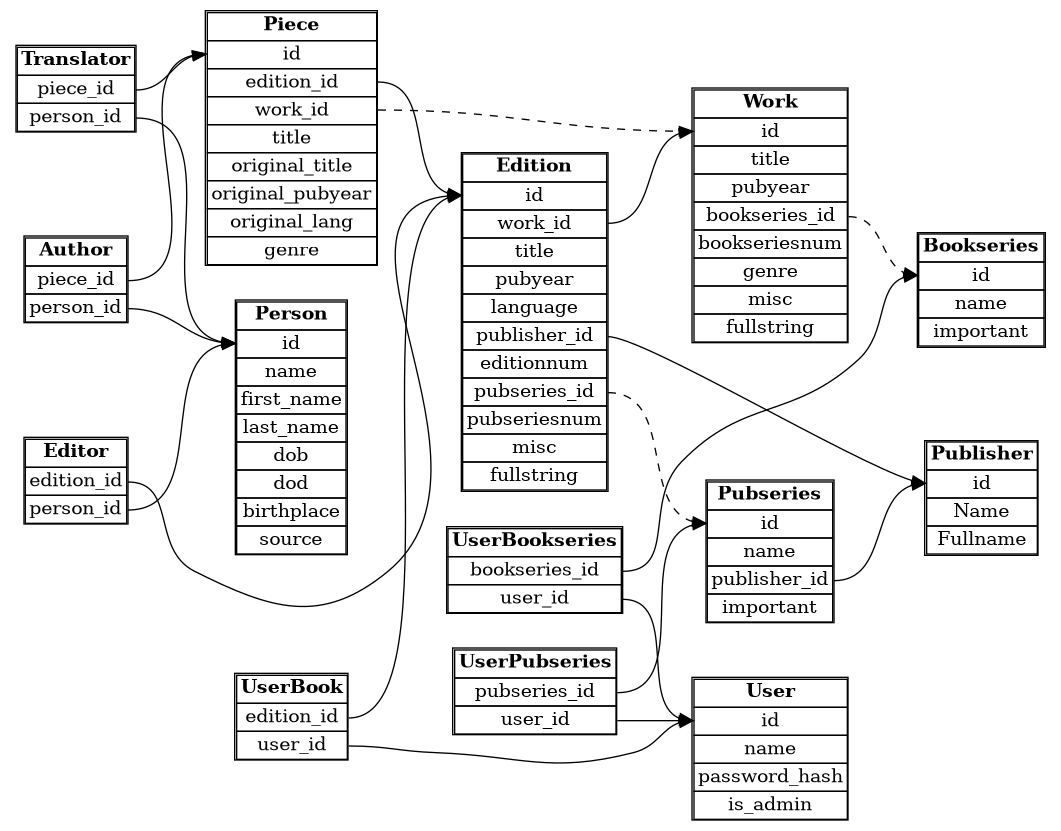 Translator
piece_id
person_id
Piece
id
edition_id
work_id
title
original_title
original_pubyear
original_lang
genre
Author
piece_id
person_id
Person
id
name
first_name
last_name
dob
dod
birthplace
source
Editor
edition_id
person_id
UserBook
edition_id
user_id
Edition
id
work_id
title
pubyear
language
publisher_id
editionnum
pubseries_id
pubseriesnum
misc
fullstring
UserBookseries
bookseries_id
user_id
UserPubseries
pubseries_id
user_id
Work
id
title
pubyear
bookseries_id
bookseriesnum
genre
misc
fullstring
Pubseries
id
name
publisher_id
important
User
id
name
password_hash
is_admin
Bookseries
id
name
important
Publisher
id
Name
Fullname